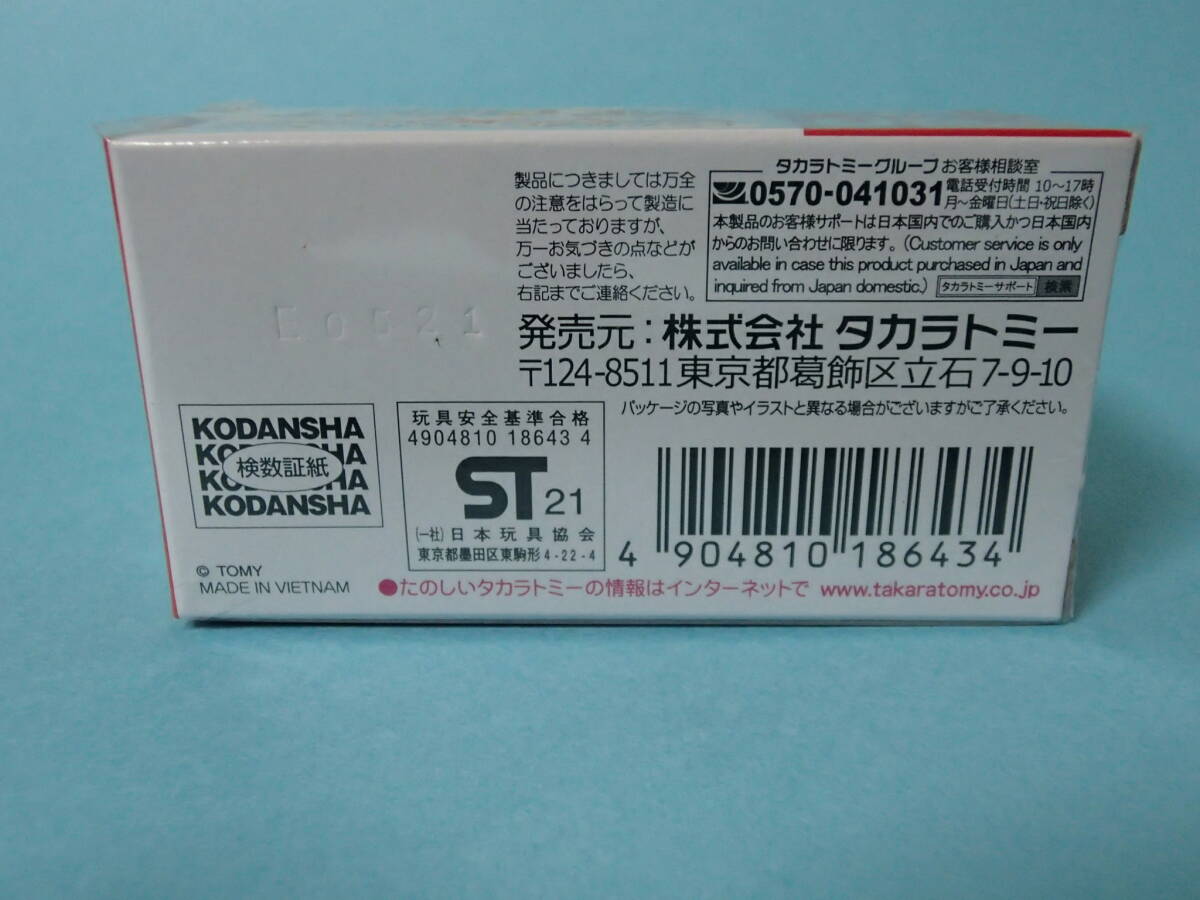 製品につきましては万全
の注意をはらって製造に
当たっておりますが、
万一お気づきの点などが
ございましたら、
右記までご連絡ください。
タカラトミーグループ お客様相談室
0570-041031 電話受付時間 10〜17時
月〜金曜日(土日・祝日除く)
本製品のお客様サポートは日本国内でのご購入かつ日本国内
からのお問い合わせに限ります。(Customer service is only
available in case this product purchased in Japan and
inquired from Japan domestic.) タカラトミーサポート 検索
発売元:株式会社 タカラトミー
〒124-8511 東京都葛飾区立石7-9-10
パッケージの写真やイラストと異なる場合がございますがご了承ください。
KODANSHA
検数証紙
KODANSHA
玩具安全基準合格
4904810 18643 4
ST 21
(一社)日本玩具協会
東京都墨田区東駒形4-22-4
4 904810 186434
© TOMY
MADE IN VIETNAM
●たのしいタカラトミーの情報はインターネットで www.takaratomy.co.jp